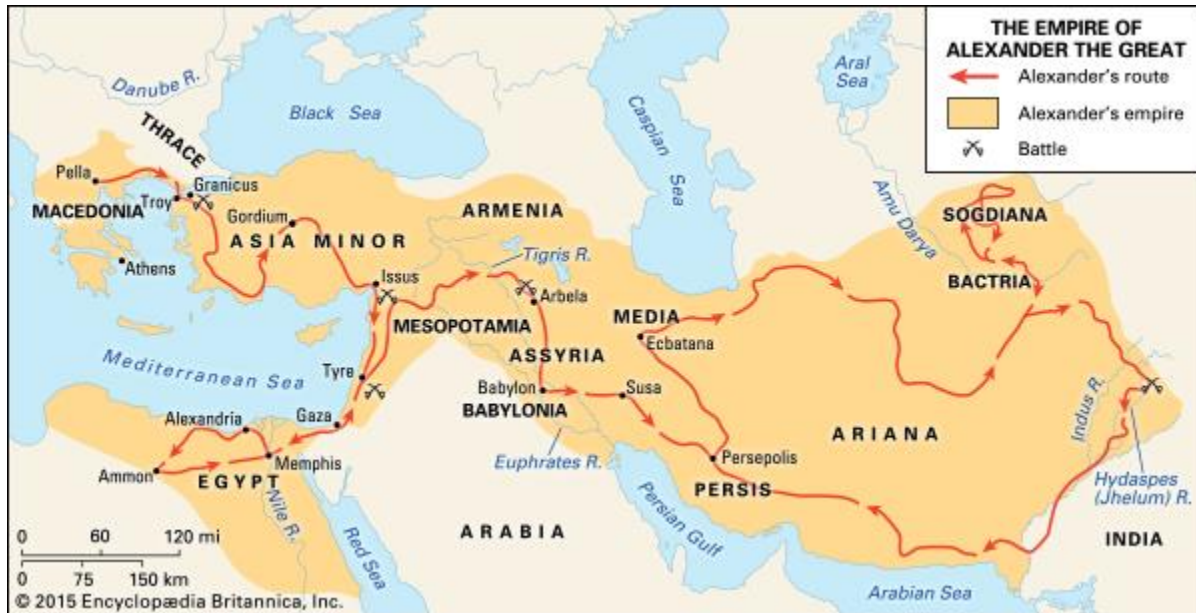 THE EMPIRE OF
ALEXANDER THE GREAT
Alexander's route
Alexander's empire
Battle
Danube R.
Black Sea
Caspian Sea
Aral
Sea
THRACE
Pella
Granicus
MACEDONIA
Troy
Gordium
ASIA MINOR
Athens
ARMENIA
Tigris R.
Issus
Arbela
MESOPOTAMIA
Amu Darya
SOGDIANA
BACTRIA
MEDIA
Ecbatana
ASSYRIA
Mediterranean Sea
Tyre
Babylon
BABYLONIA
Susa
Indus R.
Alexandria
Gaza
ARIANA
Ammon
Memphis
EGYPT
Euphrates R.
Persepolis
PERSIS
Hydaspes
(Jhelum) R.
Nile R.
Red Sea
ARABIA
Persian Gulf
INDIA
Arabian Sea
0 60 120 mi
0 75 150 km
© 2015 Encyclopædia Britannica, Inc.